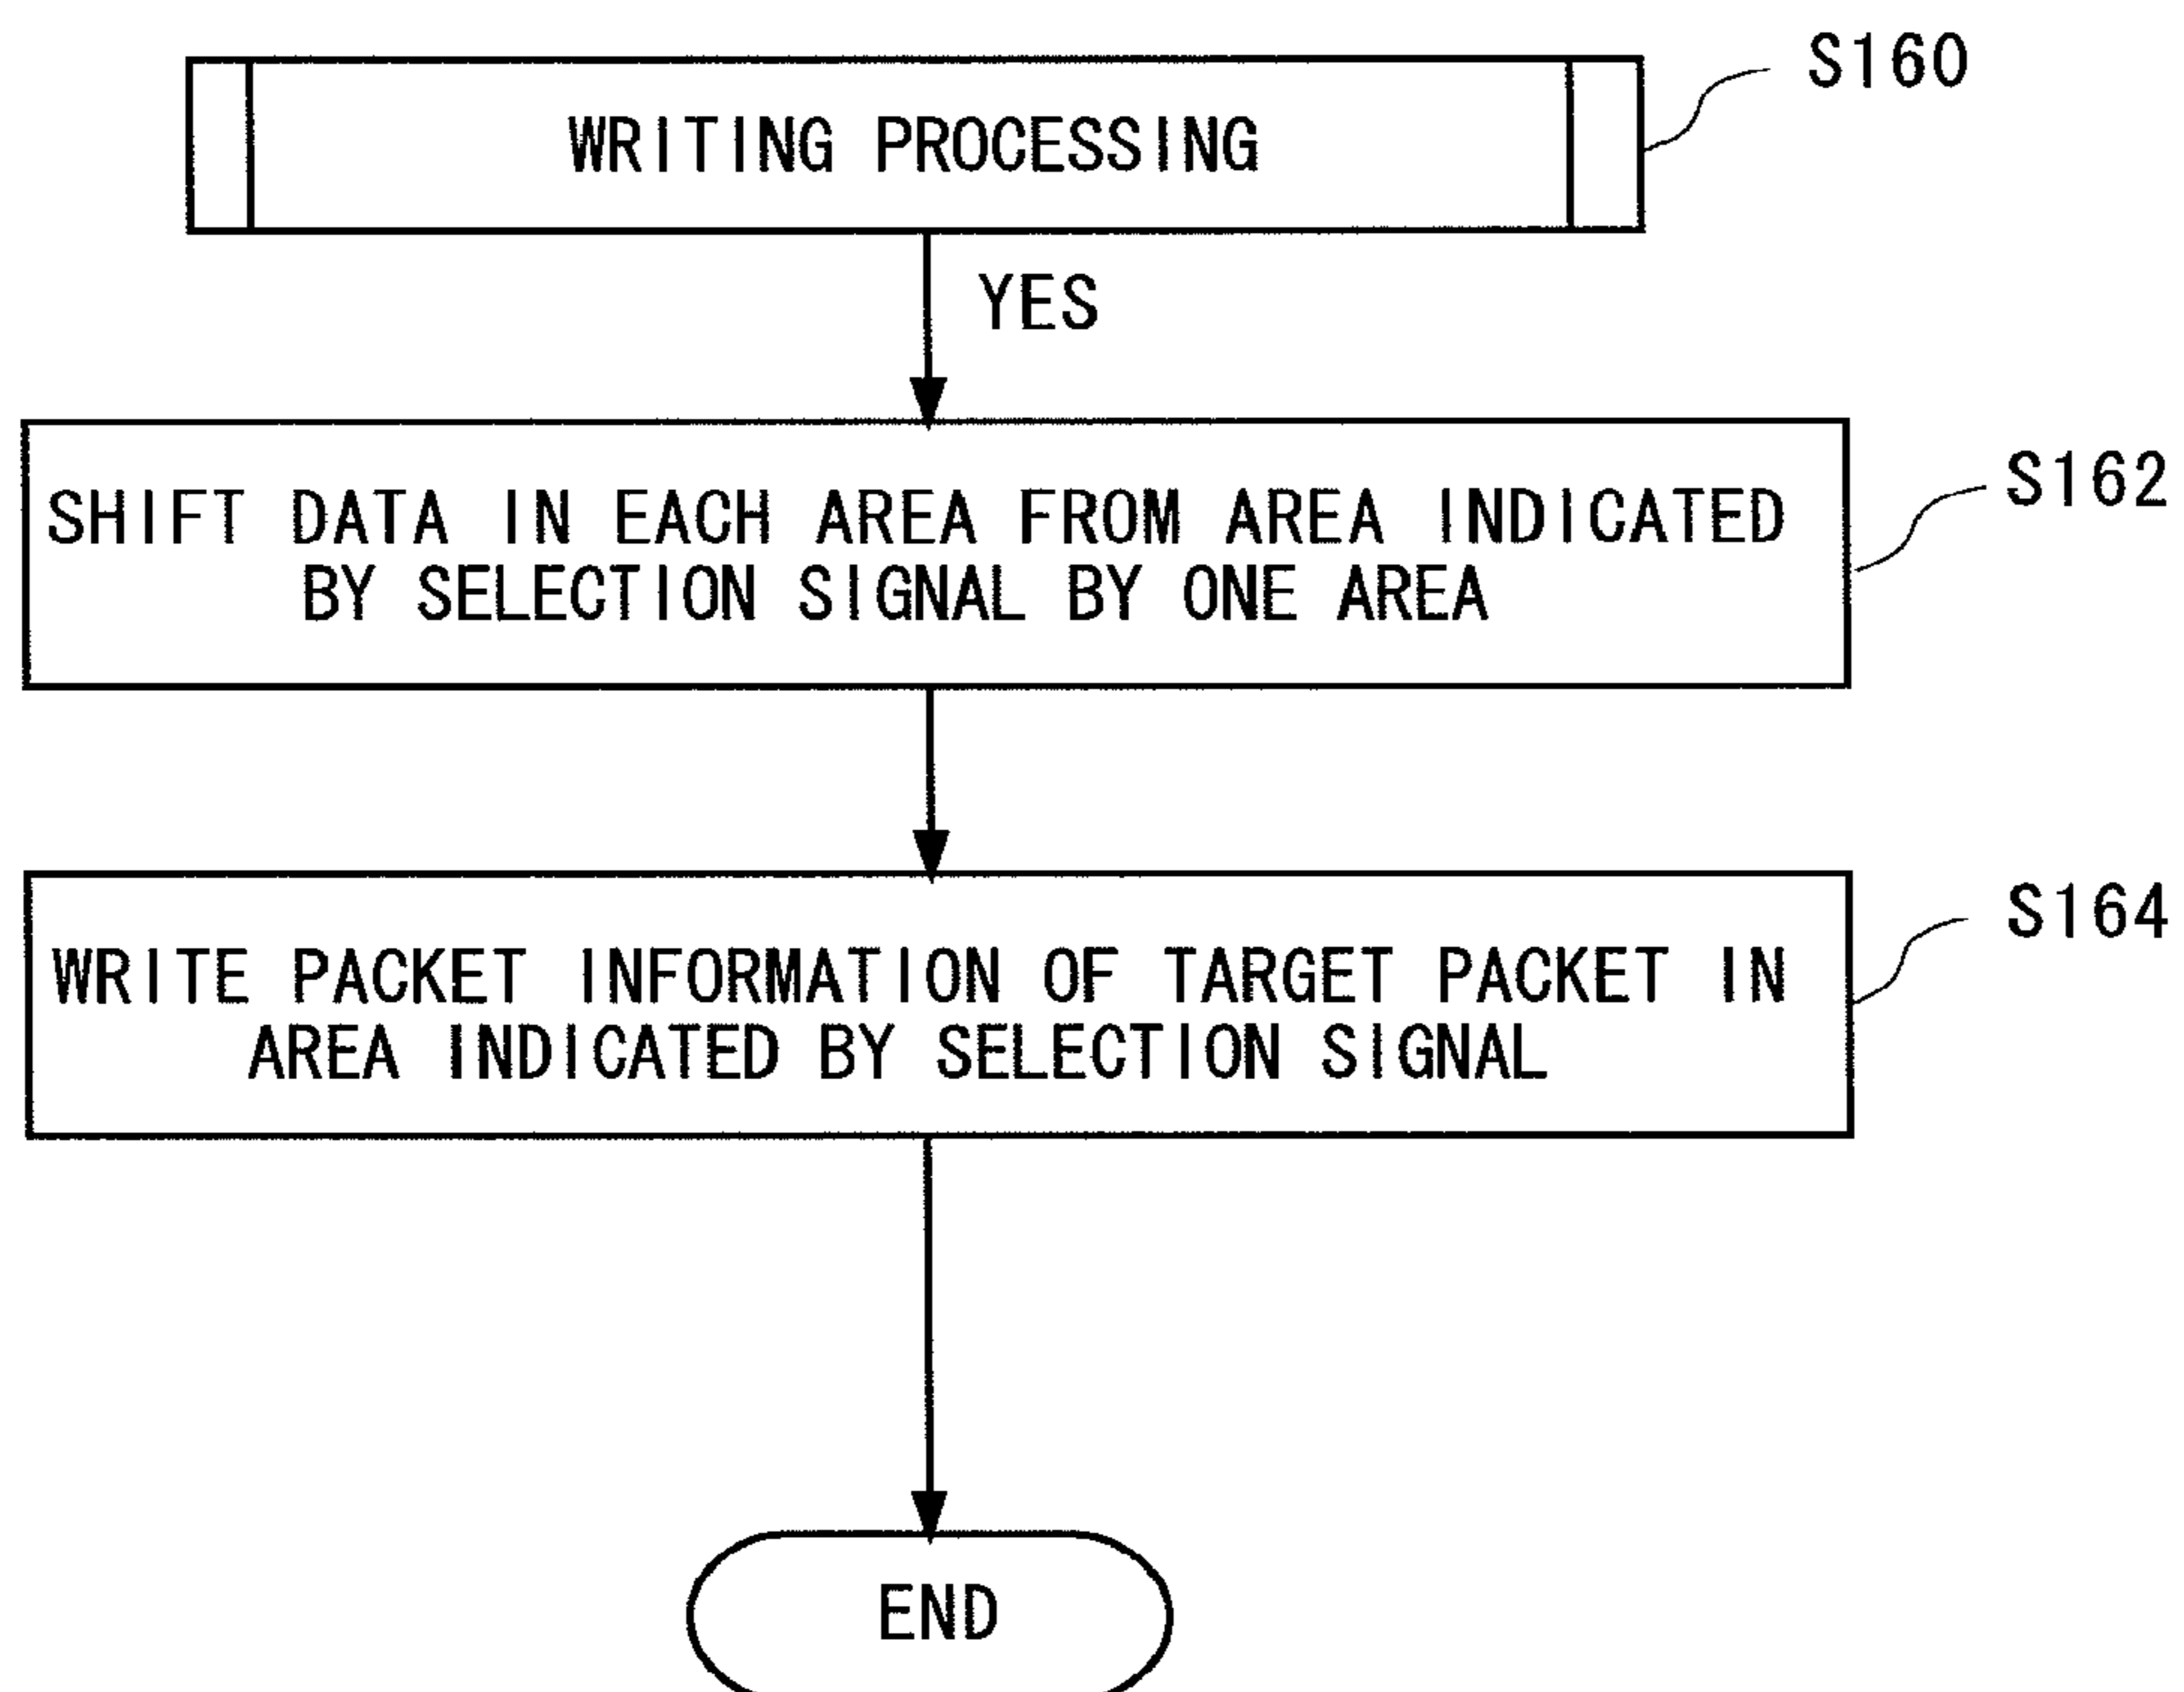 S160
WRITING PROCESSING
YES
S162
SHIFT DATA IN EACH AREA FROM AREA INDICATED
BY SELECTION SIGNAL BY ONE AREA
S164
WRITE PACKET INFORMATION OF TARGET PACKET IN
AREA INDICATED BY SELECTION SIGNAL
END